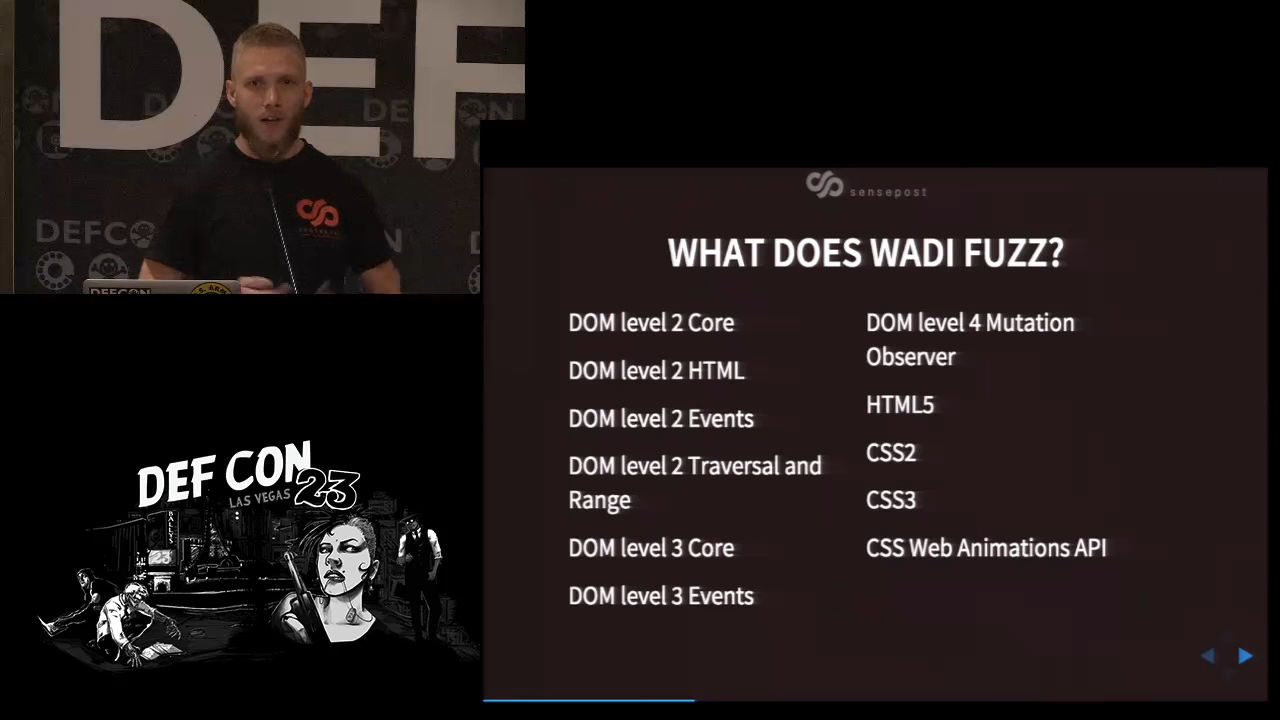 DEF
DEFCON
sensepost
WHAT DOES WADI FUZZ?
DOM level 2 Core
DOM level 2 HTML
DOM level 2 Events
DOM level 2 Traversal and
Range
DOM level 3 Core
DOM level 3 Events
DOM level 4 Mutation
Observer
HTML5
CSS2
CSS3
CSS Web Animations API
DEF CON
23
LAS VEGAS
BALLYS